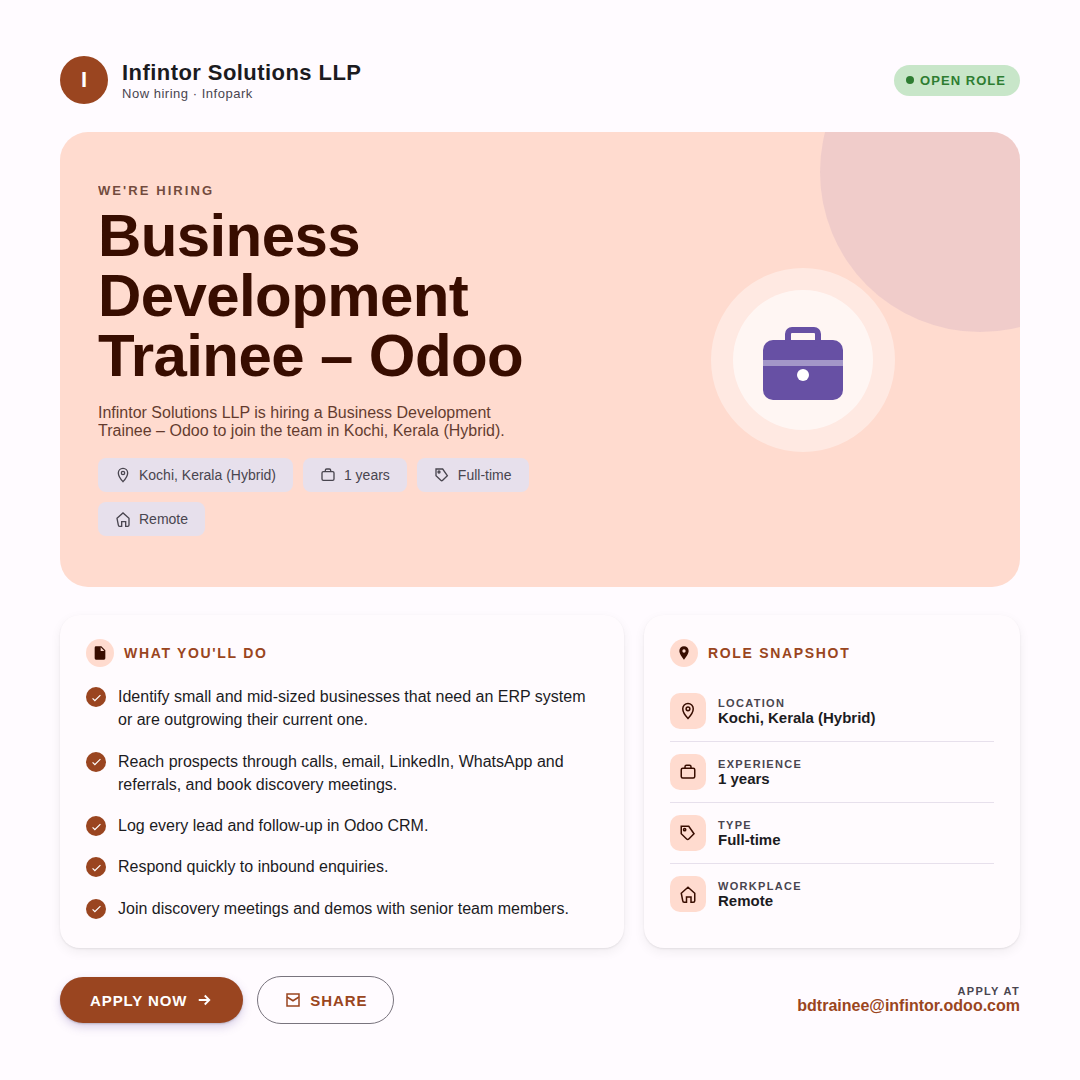 I
Infintor Solutions LLP
Now hiring · Infopark
OPEN ROLE
WE'RE HIRING
Business
Development
Trainee – Odoo
Infintor Solutions LLP is hiring a Business Development
Trainee – Odoo to join the team in Kochi, Kerala (Hybrid).
Kochi, Kerala (Hybrid)
1 years
Full-time
Remote
WHAT YOU'LL DO
Identify small and mid-sized businesses that need an ERP system
or are outgrowing their current one.
Reach prospects through calls, email, LinkedIn, WhatsApp and
referrals, and book discovery meetings.
Log every lead and follow-up in Odoo CRM.
Respond quickly to inbound enquiries.
Join discovery meetings and demos with senior team members.
ROLE SNAPSHOT
LOCATION
Kochi, Kerala (Hybrid)
EXPERIENCE
1 years
TYPE
Full-time
WORKPLACE
Remote
APPLY NOW
SHARE
APPLY AT
bdtrainee@infintor.odoo.com